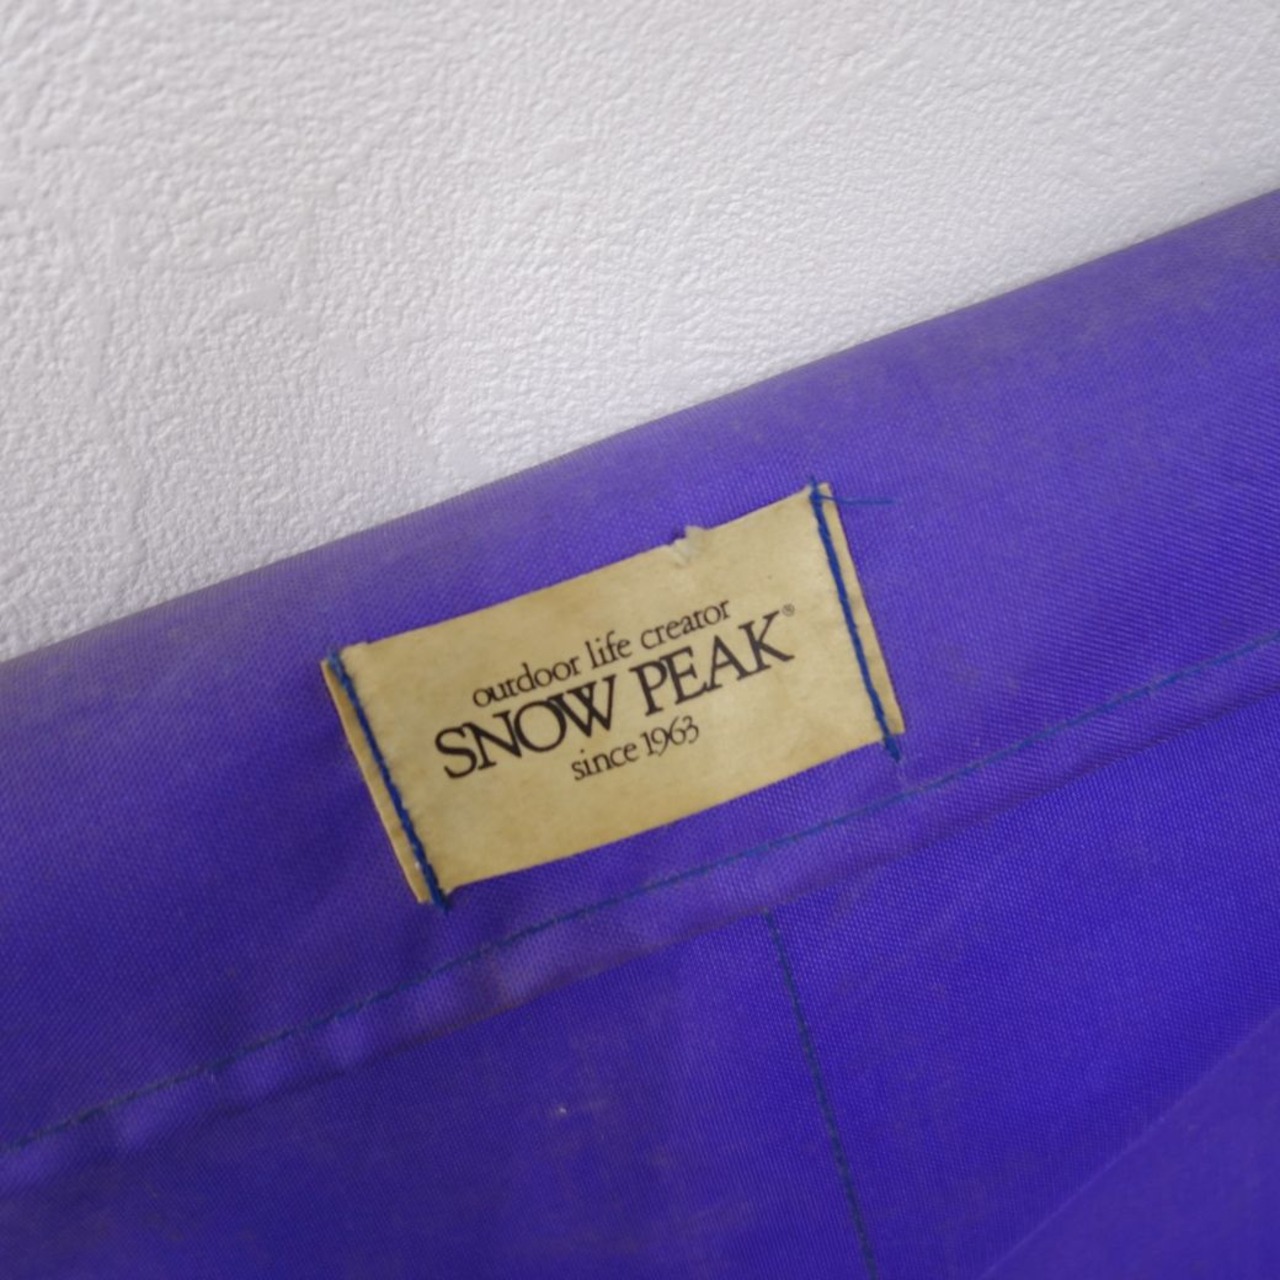 outdoor life creator
SNOW PEAK®
since 1963